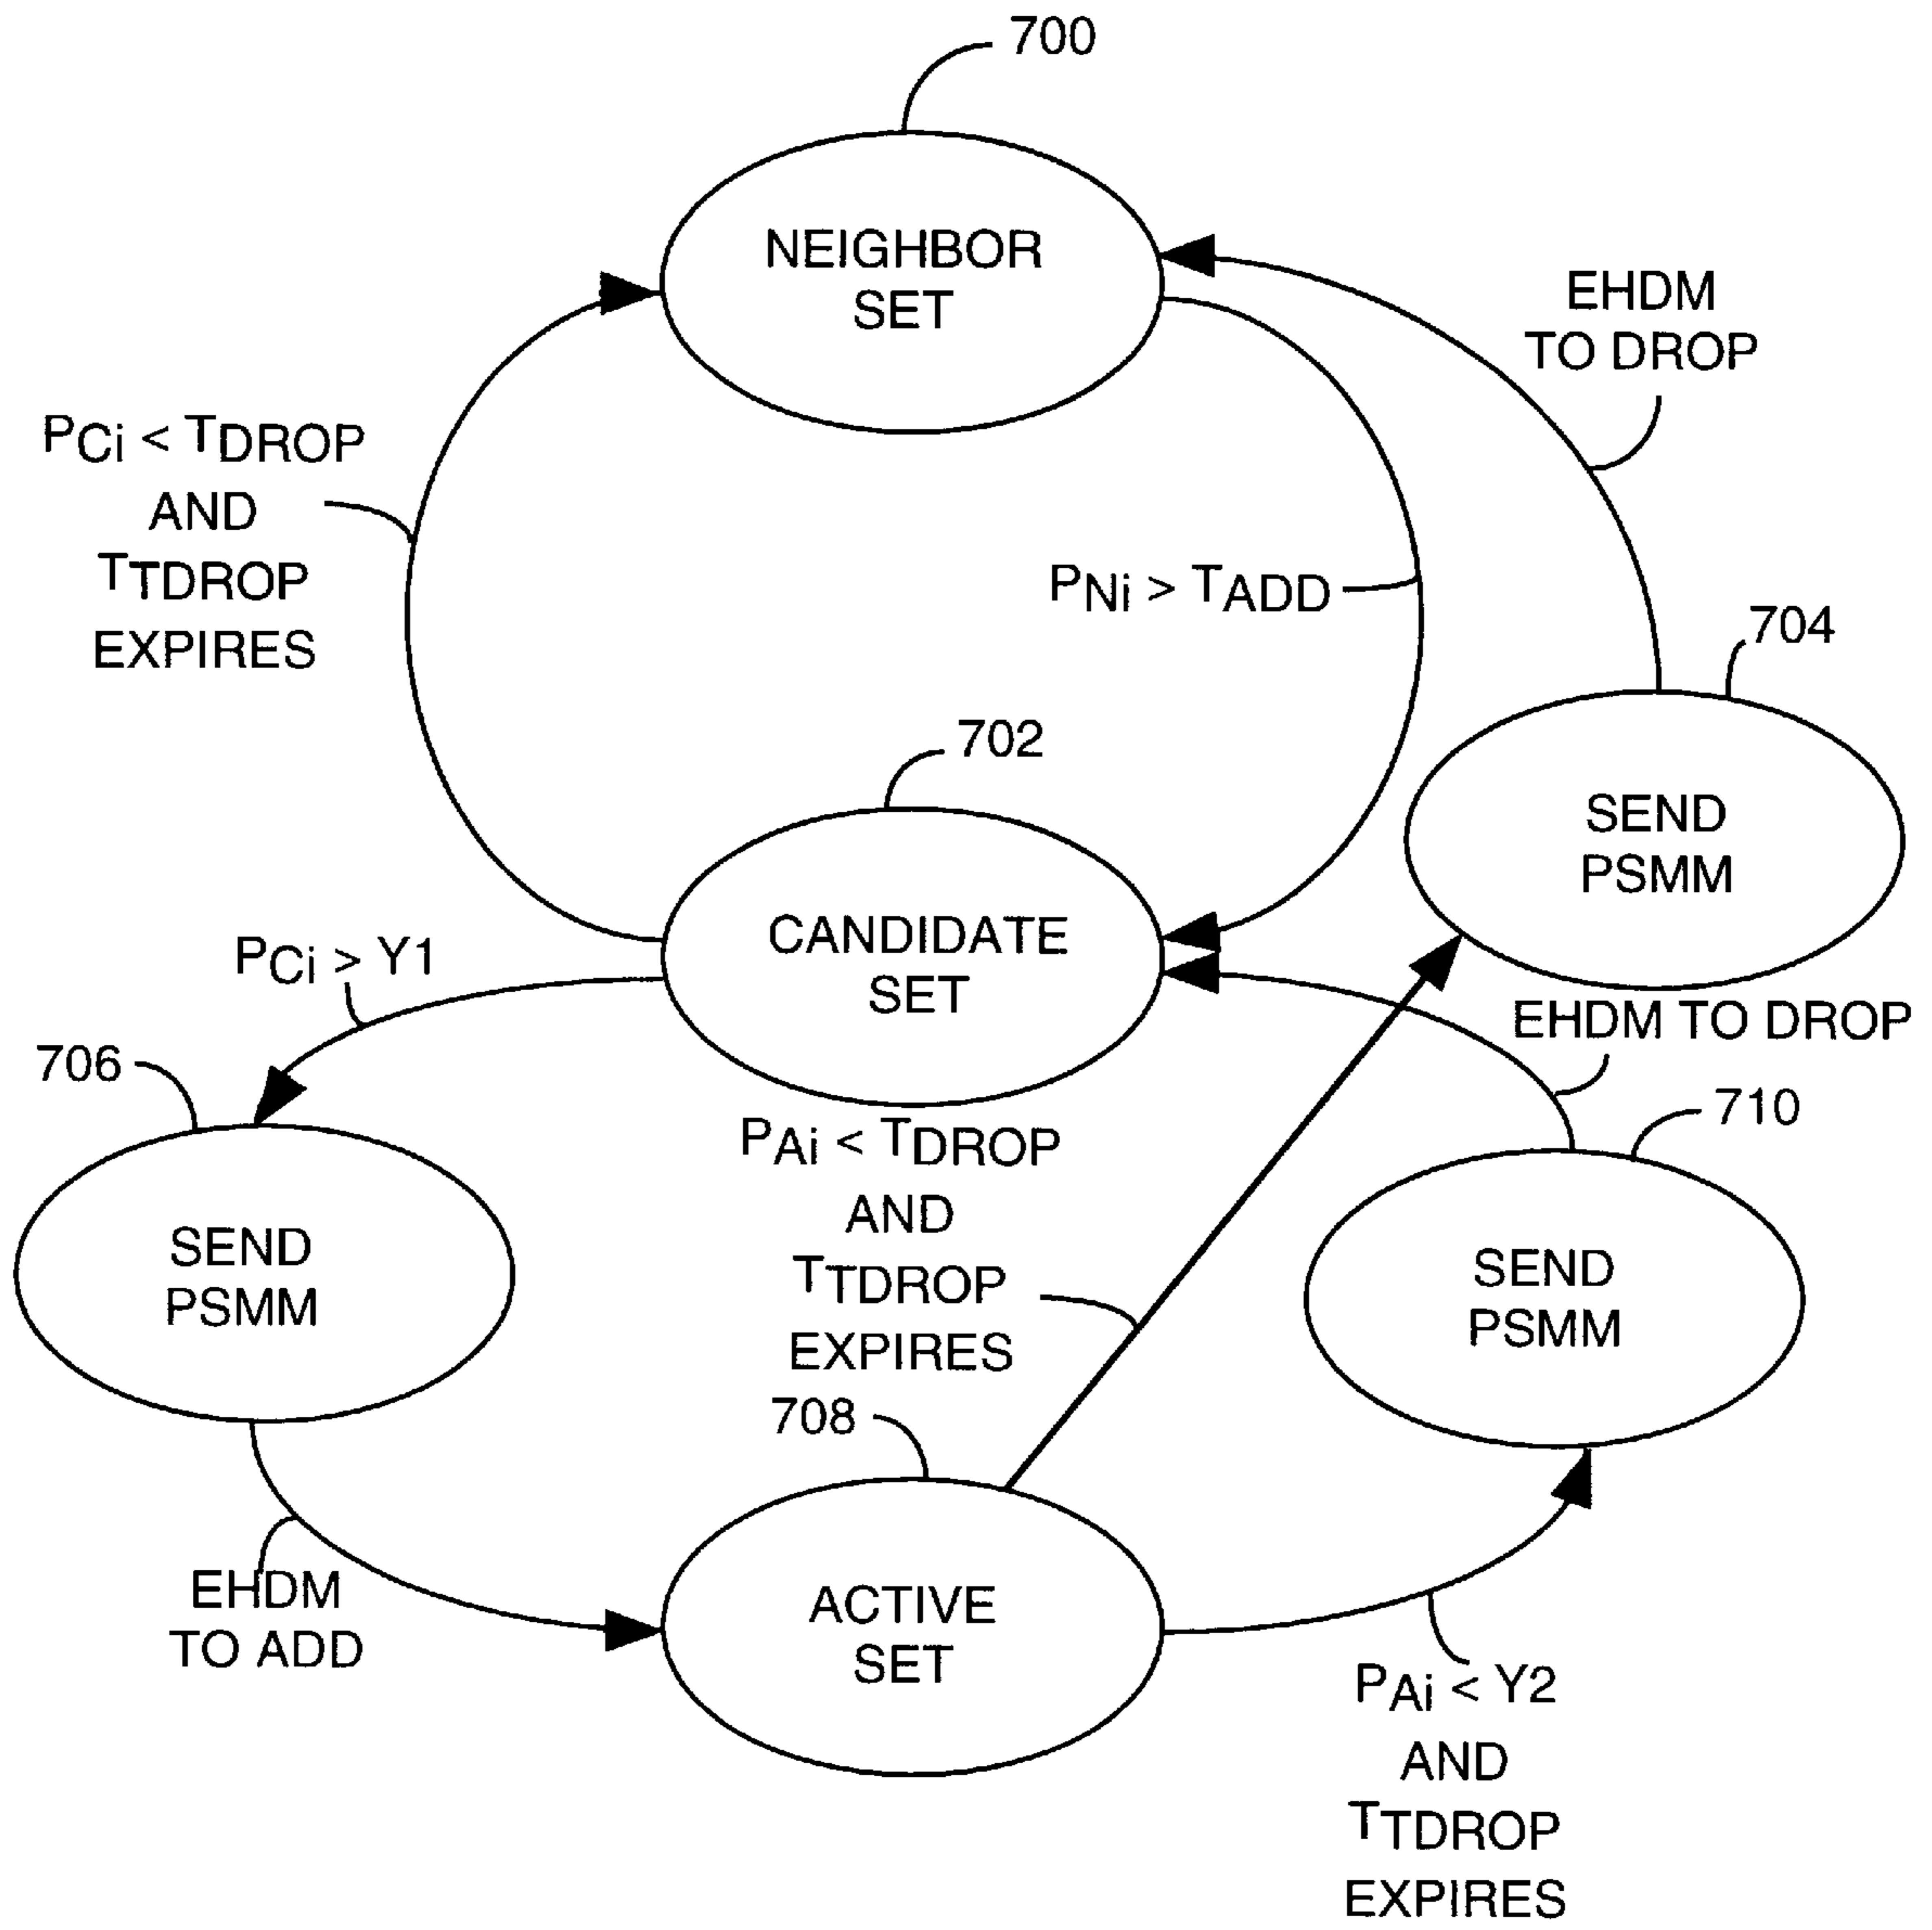 700
NEIGHBOR
SET
EHDM
TO DROP
PCi < TDROP
AND
TTDROP
EXPIRES
PNi > TADD
704
702
SEND
PSMM
CANDIDATE
SET
PCi > Y1
EHDM TO DROP
706
710
PAi < TDROP
AND
TTDROP
EXPIRES
SEND
PSMM
SEND
PSMM
708
EHDM
TO ADD
ACTIVE
SET
PAi < Y2
AND
TTDROP
EXPIRES